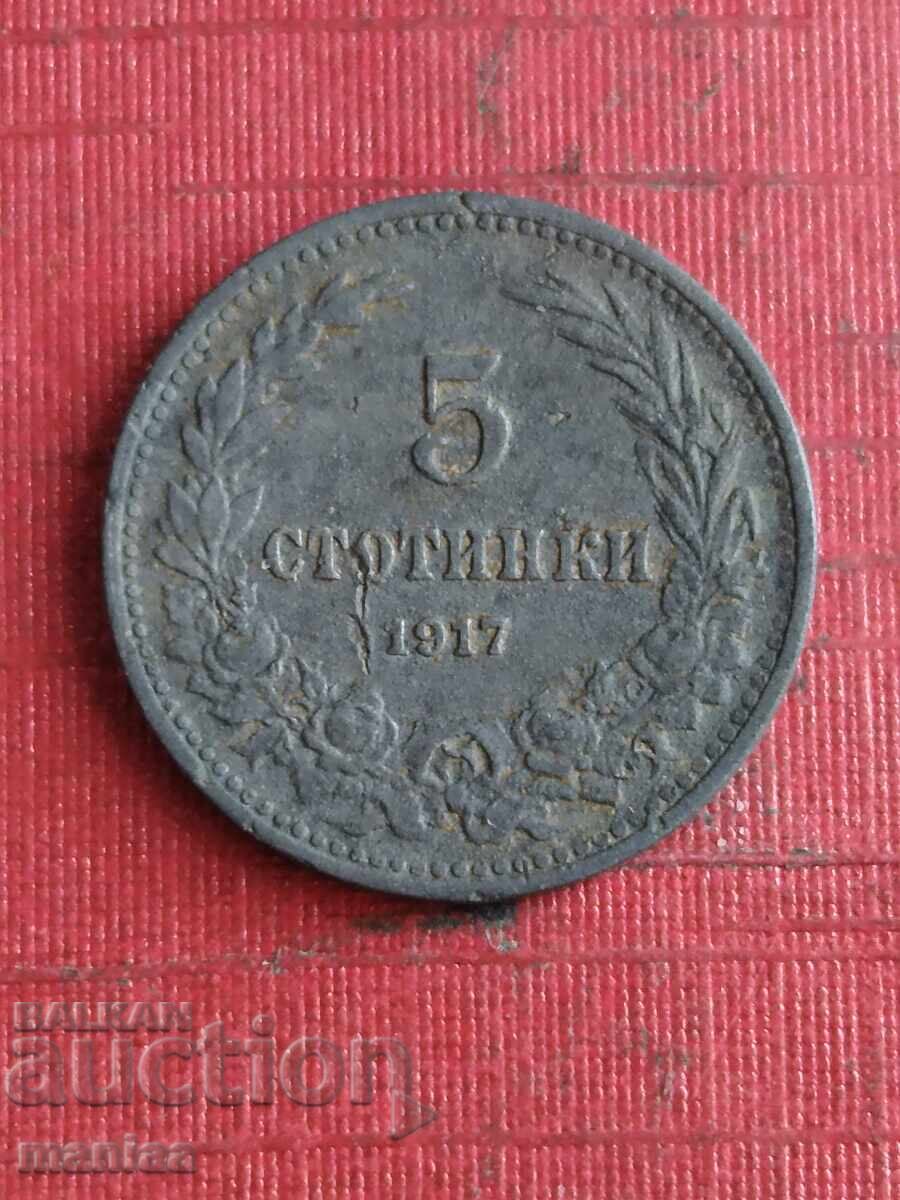 5
СТОТИНКИ
1917
BALKAN
auction
maniaa